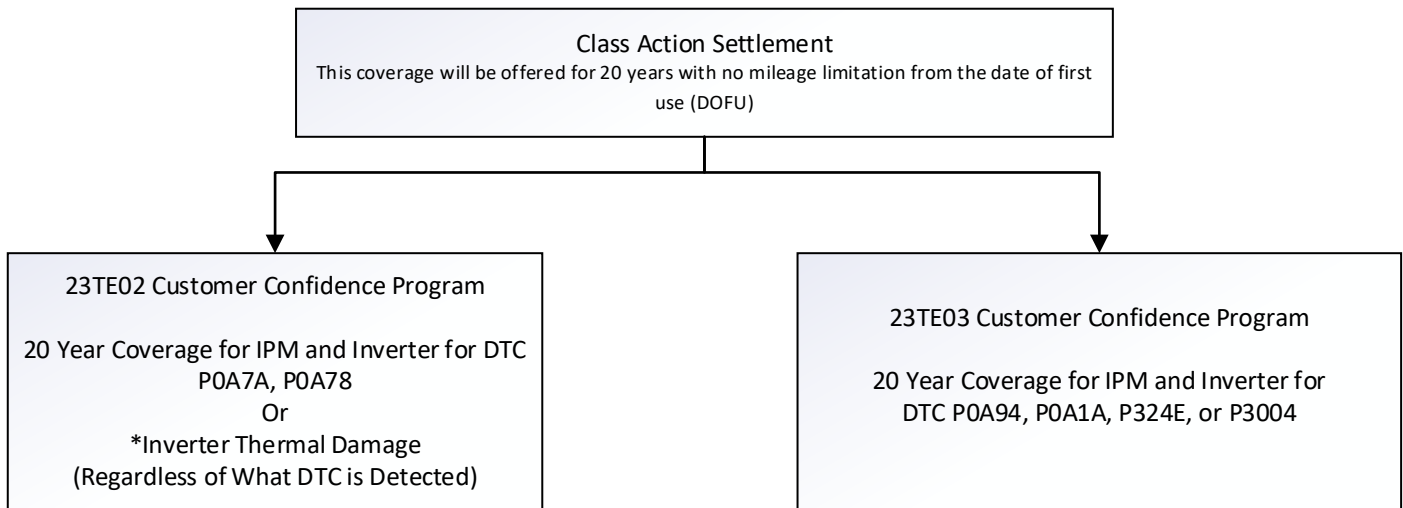 Class Action Settlement
This coverage will be offered for 20 years with no mileage limitation from the date of first
use (DOFU)
23TE02 Customer Confidence Program
20 Year Coverage for IPM and Inverter for DTC
P0A7A, P0A78
Or
*Inverter Thermal Damage
(Regardless of What DTC is Detected)
23TE03 Customer Confidence Program
20 Year Coverage for IPM and Inverter for
DTC P0A94, P0A1A, P324E, or P3004